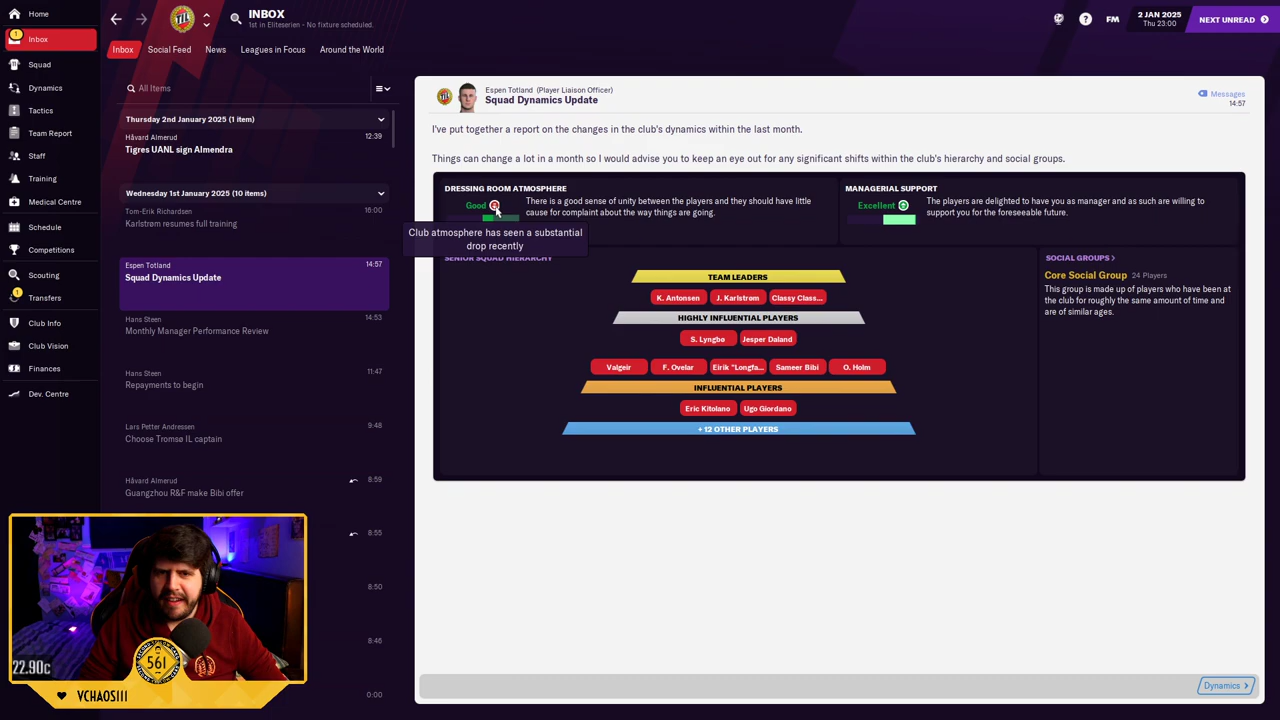 Home
Inbox
1
Squad
Dynamics
Tactics
Team Report
Staff
Training
Medical Centre
Schedule
Competitions
Scouting
1
Transfers
Club Info
Club Vision
Finances
Dev. Centre
TIL
INBOX
1st in Eliteserien - No fixture scheduled.
?
FM
2 JAN 2025
Thu 23:00
NEXT UNREAD
Inbox
Social Feed
News
Leagues in Focus
Around the World
All Items
Thursday 2nd January 2025 (1 item)
Håvard Almerud
12:39
Tigres UANL sign Almendra
Wednesday 1st January 2025 (10 items)
Tom-Erik Richardsen
16:00
Karlstrøm resumes full training
Espen Totland
14:57
Squad Dynamics Update
Hans Steen
14:53
Monthly Manager Performance Review
Hans Steen
11:47
Repayments to begin
Lars Petter Andressen
9:48
Choose Tromsø IL captain
Håvard Almerud
8:59
Guangzhou R&F make Bibi offer
8:55
8:50
8:46
0:00
TIL
Espen Totland (Player Liaison Officer)
Squad Dynamics Update
Messages
14:57
I've put together a report on the changes in the club's dynamics within the last month.
Things can change a lot in a month so I would advise you to keep an eye out for any significant shifts within the club's hierarchy and social groups.
DRESSING ROOM ATMOSPHERE
Good
There is a good sense of unity between the players and they should have little
cause for complaint about the way things are going.
Club atmosphere has seen a substantial
drop recently
MANAGERIAL SUPPORT
Excellent
The players are delighted to have you as manager and as such are willing to
support you for the foreseeable future.
SENIOR SQUAD HIERARCHY
TEAM LEADERS
K. Antonsen
J. Karlstrøm
Classy Class...
HIGHLY INFLUENTIAL PLAYERS
S. Lyngbo
Jesper Daland
Valgeir
F. Ovelar
Eirik "Longfa...
Sameer Bibi
O. Holm
INFLUENTIAL PLAYERS
Eric Kitolano
Ugo Giordano
+ 12 OTHER PLAYERS
SOCIAL GROUPS >
Core Social Group 24 Players
This group is made up of players who have been at
the club for roughly the same amount of time and
are of similar ages.
Dynamics >
22.90c
561
VCHAOSIII